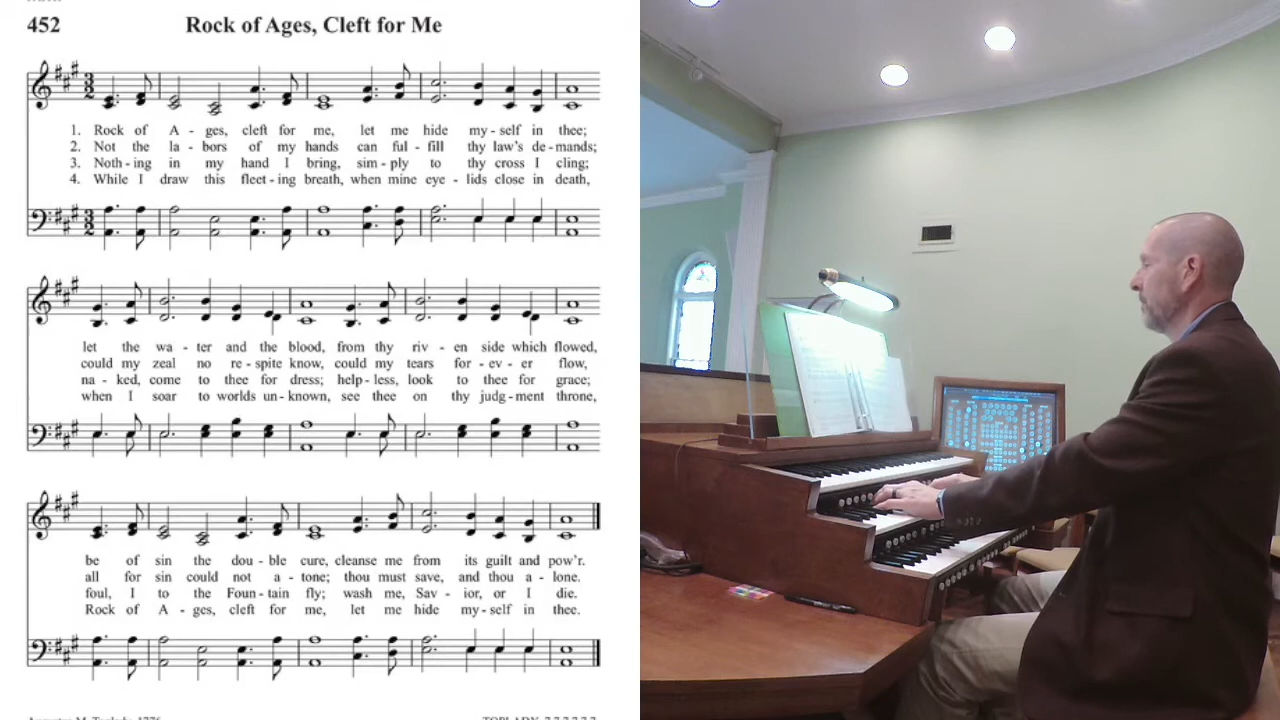 452 Rock of Ages, Cleft for Me
3
2
1. Rock of A - ges, cleft for me, let me hide my - self in thee;
2. Not the la - bors of my hands can ful - fill thy law's de - mands;
3. Noth - ing in my hand I bring, sim - ply to thy cross I cling;
4. While I draw this fleet - ing breath, when mine eye - lids close in death,
3
2
let the wa - ter and the blood, from thy riv - en side which flowed,
could my zeal no re - spite know, could my tears for - ev - er flow,
na - ked, come to thee for dress; help - less, look to thee for grace;
when I soar to worlds un - known, see thee on thy judg - ment throne,
be of sin the dou - ble cure, cleanse me from its guilt and pow'r.
all for sin could not a - tone; thou must save, and thou a - lone.
foul, I to the Foun - tain fly; wash me, Sav - ior, or I die.
Rock of A - ges, cleft for me, let me hide my - self in thee.